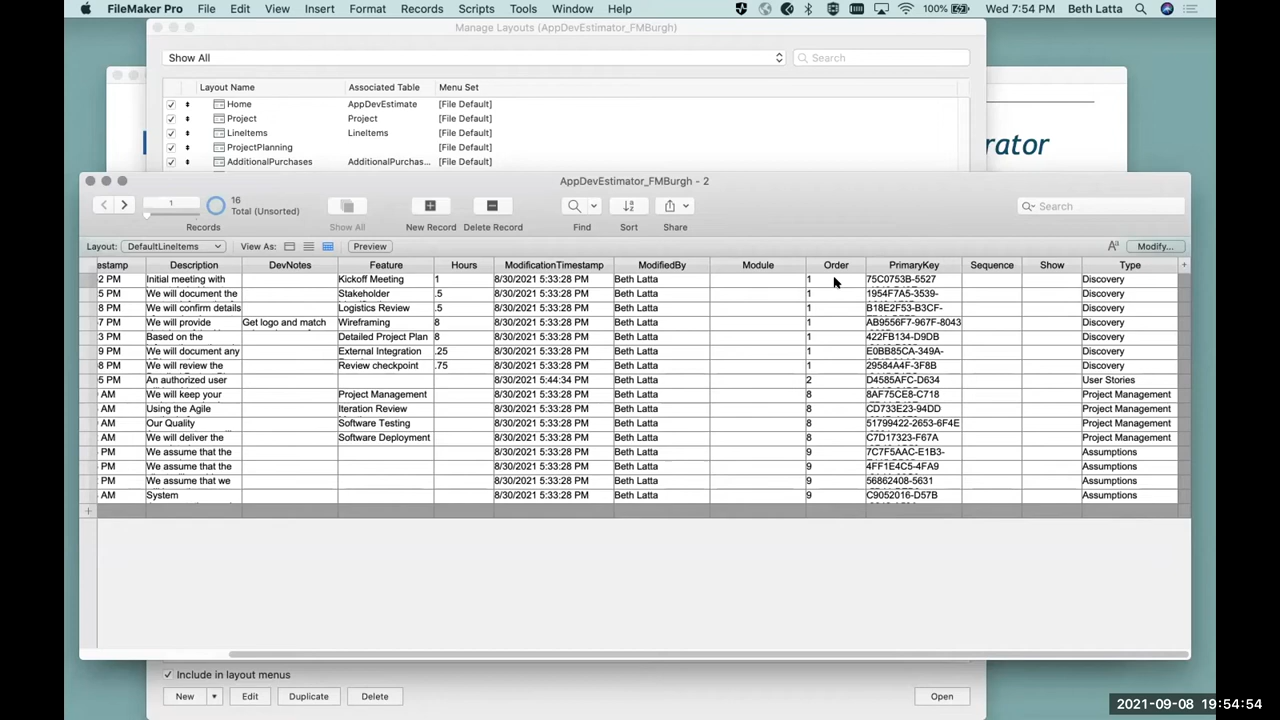 FileMaker Pro File Edit View Insert Format Records Scripts Tools Window Help 100% Wed 7:54 PM Beth Latta
Manage Layouts (AppDevEstimator_FMBurgh)
Show All Search
Layout Name Associated Table Menu Set
Home AppDevEstimate [File Default]
Project Project [File Default]
LineItems LineItems [File Default]
ProjectPlanning [File Default]
AdditionalPurchases AdditionalPurchas... [File Default]
rator
AppDevEstimator_FMBurgh - 2
1 16 Total (Unsorted)
Records Show All New Record Delete Record Find Sort Share Search
Layout: DefaultLineItems View As: Preview Aa Modify...
estamp Description DevNotes Feature Hours ModificationTimestamp ModifiedBy Module Order PrimaryKey Sequence Show Type
2 PM Initial meeting with Kickoff Meeting 1 8/30/2021 5:33:28 PM Beth Latta 1 75C0753B-5527 Discovery
5 PM We will document the Stakeholder .5 8/30/2021 5:33:28 PM Beth Latta 1 1954F7A5-3539- Discovery
8 PM We will confirm details Logistics Review .5 8/30/2021 5:33:28 PM Beth Latta 1 B18E2F53-B3CF- Discovery
7 PM We will provide Get logo and match Wireframing 8 8/30/2021 5:33:28 PM Beth Latta 1 AB9556F7-967F-8043 Discovery
3 PM Based on the Detailed Project Plan 8/30/2021 5:33:28 PM Beth Latta 1 422FB134-D9DB Discovery
9 PM We will document any External Integration .25 8/30/2021 5:33:28 PM Beth Latta 1 E0BB85CA-349A- Discovery
8 PM We will review the Review checkpoint .75 8/30/2021 5:33:28 PM Beth Latta 1 29584A4F-3F8B Discovery
5 PM An authorized user 8/30/2021 5:44:34 PM Beth Latta 2 D4585AFC-D634 User Stories
AM We will keep your Project Management 8/30/2021 5:33:28 PM Beth Latta 8 8AF75CE8-C718 Project Management
AM Using the Agile Iteration Review 8/30/2021 5:33:28 PM Beth Latta 8 CD733E23-94DD Project Management
AM Our Quality Software Testing 8/30/2021 5:33:28 PM Beth Latta 8 51799422-2653-6F4E Project Management
AM We will deliver the Software Deployment 8/30/2021 5:33:28 PM Beth Latta 8 C7D17323-F67A Project Management
PM We assume that the 8/30/2021 5:33:28 PM Beth Latta 9 7C7F5AAC-E1B3- Assumptions
PM We assume that the 8/30/2021 5:33:28 PM Beth Latta 9 4FF1E4C5-4FA9 Assumptions
PM We assume that we 8/30/2021 5:33:28 PM Beth Latta 9 56862408-5631 Assumptions
AM System 8/30/2021 5:33:28 PM Beth Latta 9 C9052016-D57B Assumptions
Include in layout menus
New Edit Duplicate Delete Open
2021-09-08 19:54:54